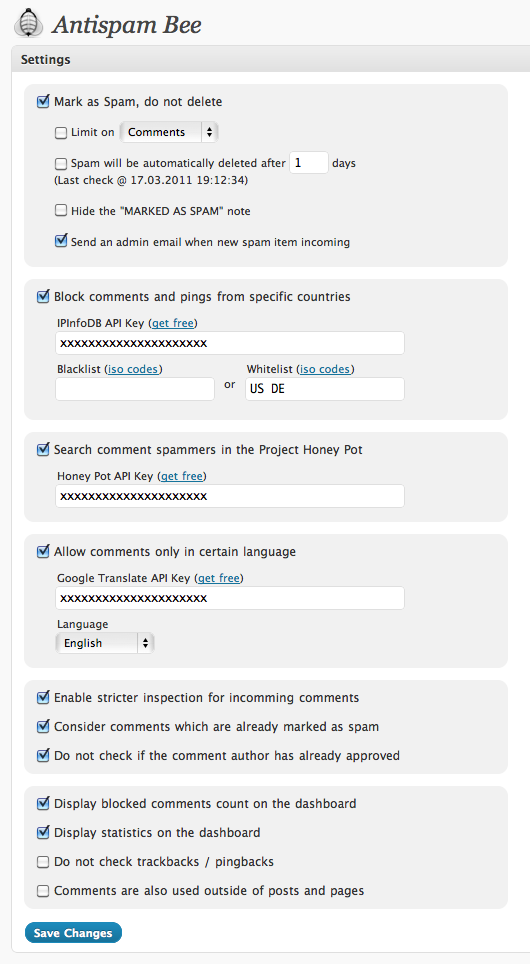 Antispam Bee
Settings
Mark as Spam, do not delete
Limit on Comments
Spam will be automatically deleted after 1 days
(Last check @ 17.03.2011 19:12:34)
Hide the "MARKED AS SPAM" note
Send an admin email when new spam item incoming
Block comments and pings from specific countries
IPInfoDB API Key (get free)
xxxxxxxxxxxxxxxxxxxxx
Blacklist (iso codes)
or
Whitelist (iso codes)
US DE
Search comment spammers in the Project Honey Pot
Honey Pot API Key (get free)
xxxxxxxxxxxxxxxxxxxxx
Allow comments only in certain language
Google Translate API Key (get free)
xxxxxxxxxxxxxxxxxxxxx
Language
English
Enable stricter inspection for incomming comments
Consider comments which are already marked as spam
Do not check if the comment author has already approved
Display blocked comments count on the dashboard
Display statistics on the dashboard
Do not check trackbacks / pingbacks
Comments are also used outside of posts and pages
Save Changes